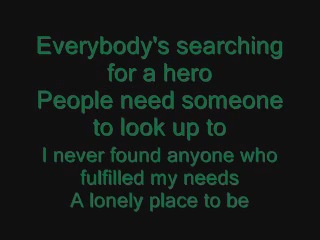 Everybody's searching
for a hero
People need someone
to look up to
I never found anyone who
fulfilled my needs
A lonely place to be